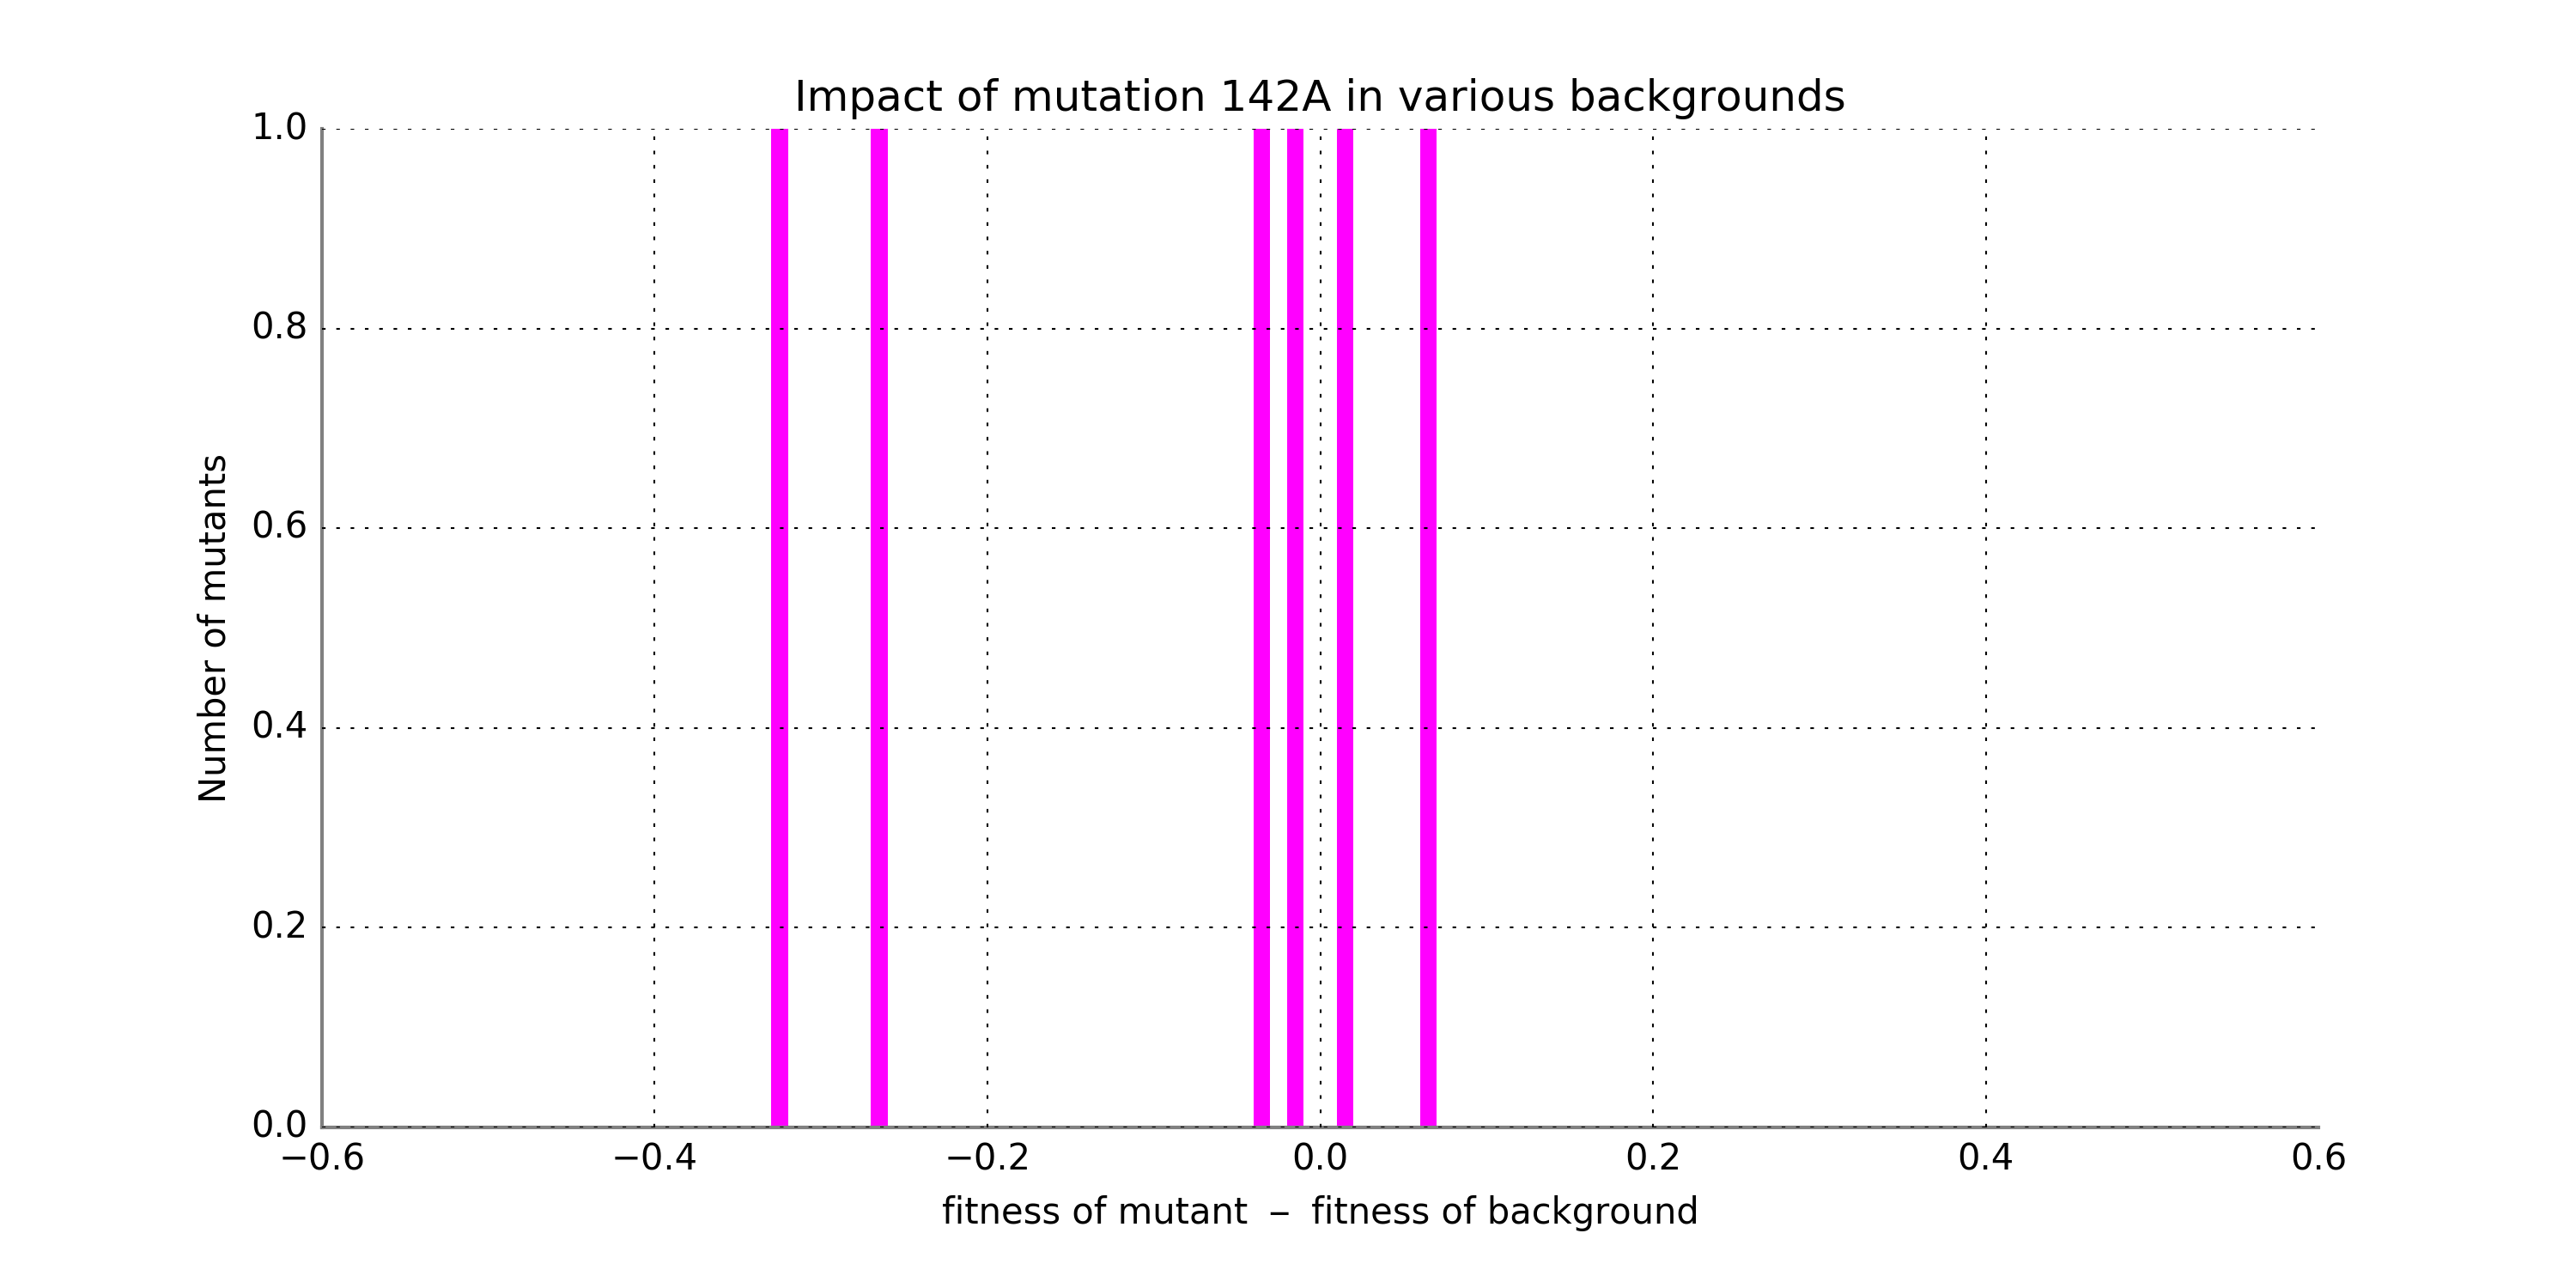 Impact of mutation 142A in various backgrounds
1.0
0.8
0.6
0.4
0.2
0.0
Number of mutants
−0.6 −0.4 −0.2 0.0 0.2 0.4 0.6
fitness of mutant − fitness of background